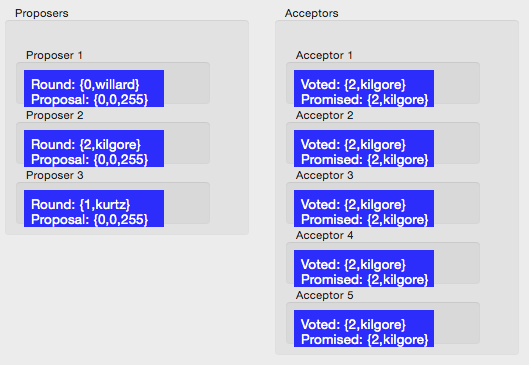 Proposers
Proposer 1
Round: {0,willard}
Proposal: {0,0,255}
Proposer 2
Round: {2,kilgore}
Proposal: {0,0,255}
Proposer 3
Round: {1,kurtz}
Proposal: {0,0,255}
Acceptors
Acceptor 1
Voted: {2,kilgore}
Promised: {2,kilgore}
Acceptor 2
Voted: {2,kilgore}
Promised: {2,kilgore}
Acceptor 3
Voted: {2,kilgore}
Promised: {2,kilgore}
Acceptor 4
Voted: {2,kilgore}
Promised: {2,kilgore}
Acceptor 5
Voted: {2,kilgore}
Promised: {2,kilgore}